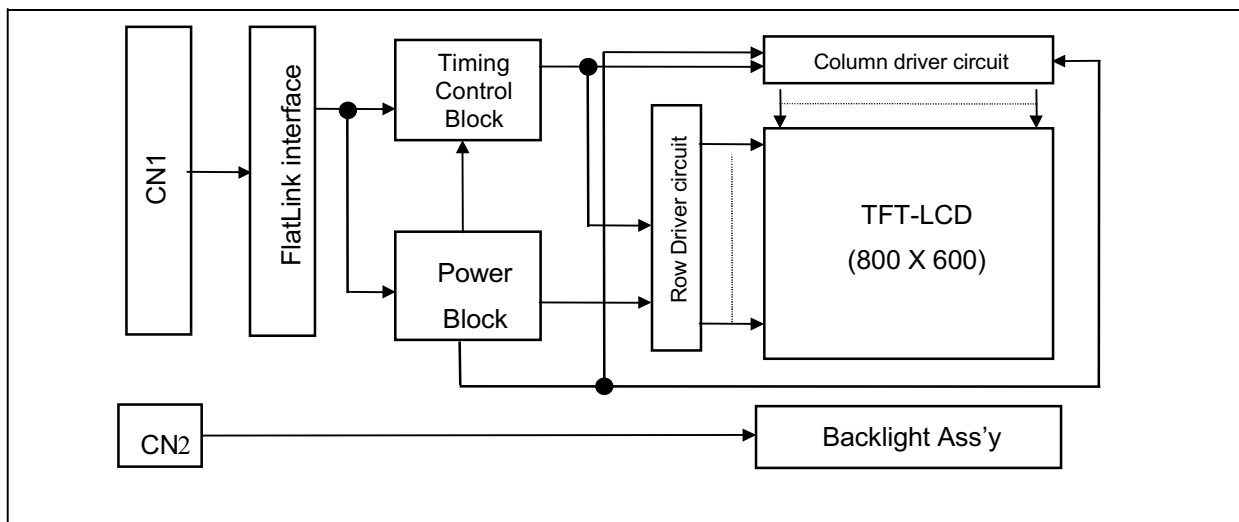 CN1
FlatLink interface
Timing
Control
Block
Power
Block
Row Driver circuit
Column driver circuit
TFT-LCD
(800 X 600)
CN2
Backlight Ass’y